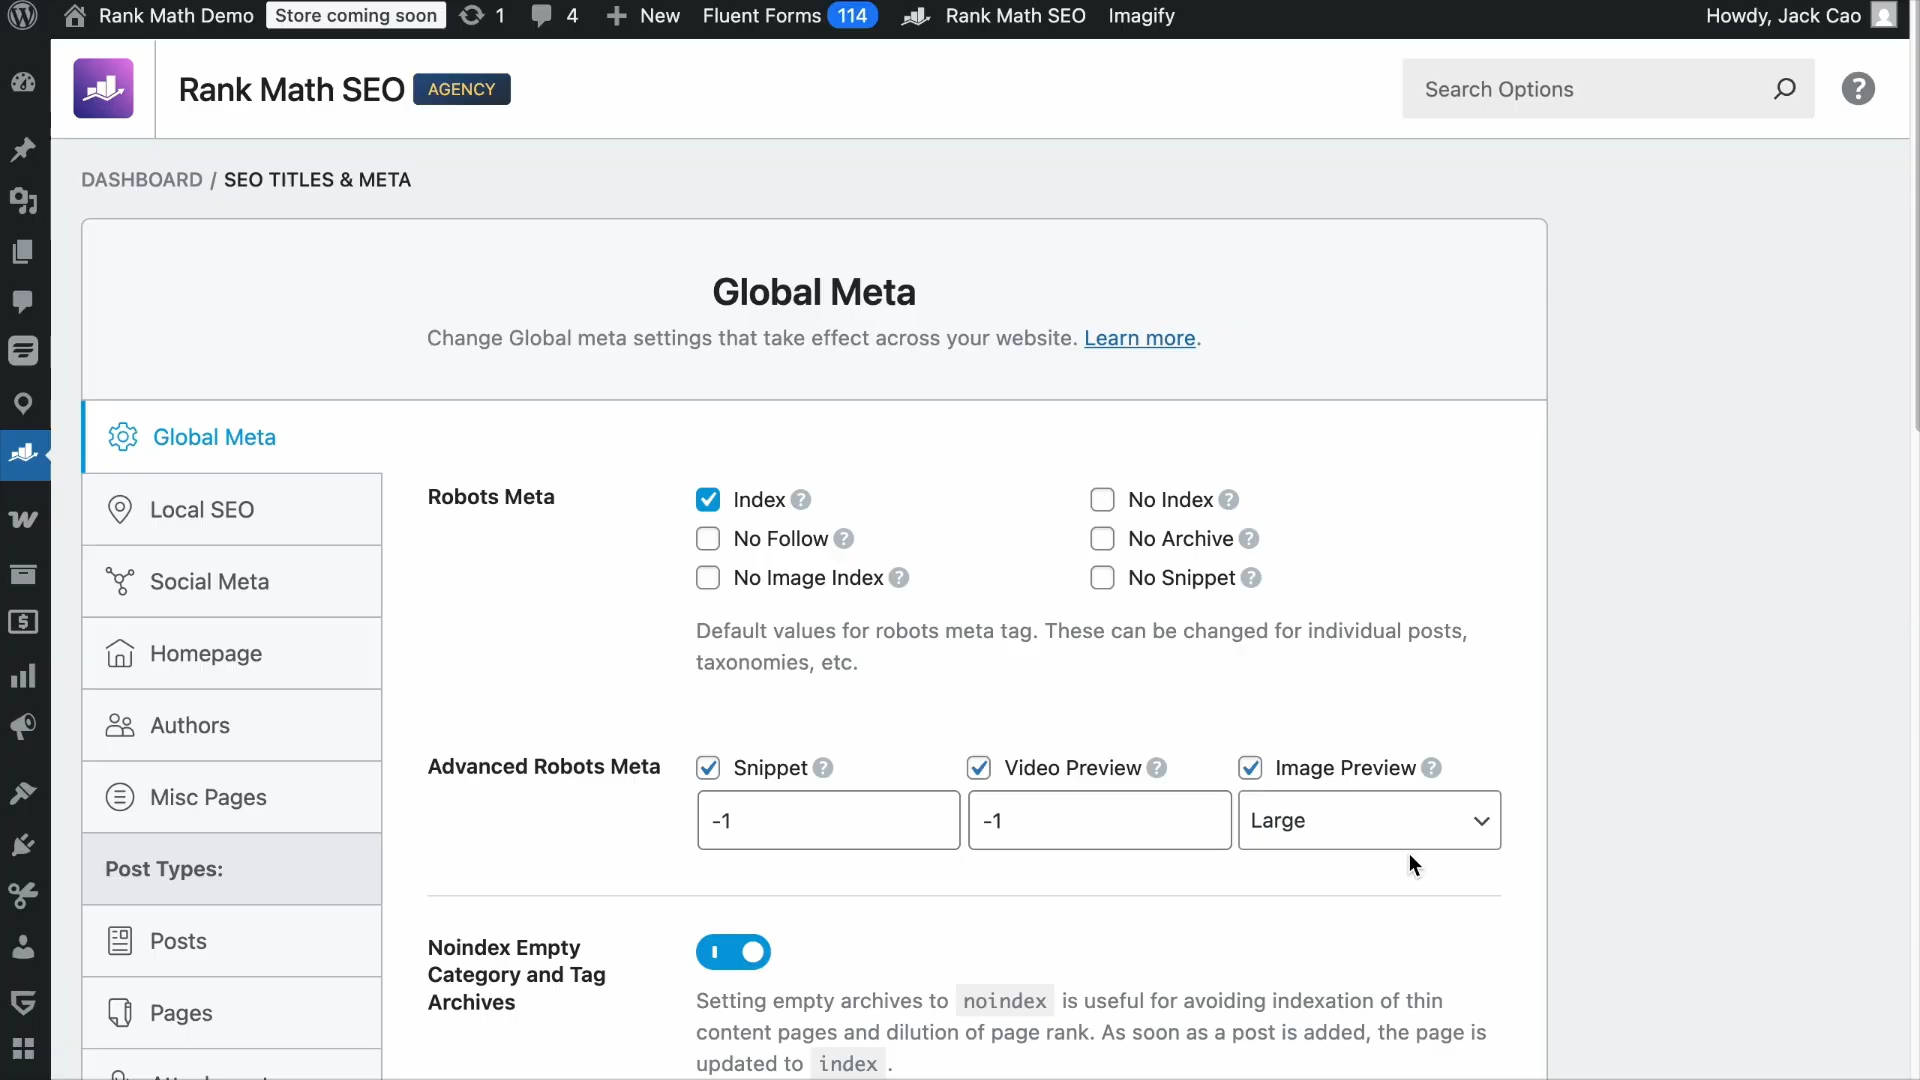 Rank Math Demo Store coming soon 1 4 New Fluent Forms 114 Rank Math SEO Imagify Howdy, Jack Cao
Rank Math SEO AGENCY Search Options ?
DASHBOARD / SEO TITLES & META
Global Meta
Change Global meta settings that take effect across your website. Learn more.
Global Meta
Local SEO
Social Meta
Homepage
Authors
Misc Pages
Post Types:
Posts
Pages
Robots Meta
Index ? No Index ?
No Follow ? No Archive ?
No Image Index ? No Snippet ?
Default values for robots meta tag. These can be changed for individual posts,
taxonomies, etc.
Advanced Robots Meta Snippet ? Video Preview ? Image Preview ?
-1 -1 Large
Noindex Empty
Category and Tag
Archives
Setting empty archives to noindex is useful for avoiding indexation of thin
content pages and dilution of page rank. As soon as a post is added, the page is
updated to index .